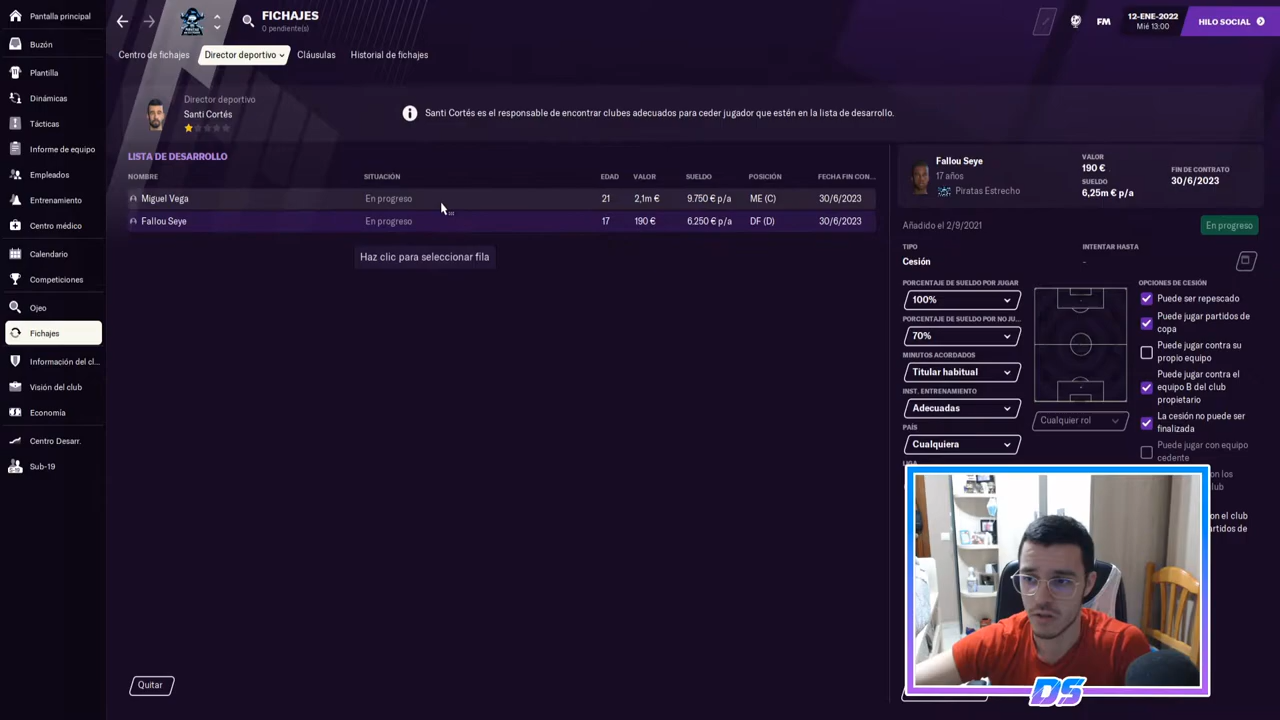 Pantalla principal
Buzón
Plantilla
Dinámicas
Tácticas
Informe de equipo
Empleados
Entrenamiento
Centro médico
Calendario
Competiciones
Ojeo
Fichajes
Información del cl...
Visión del club
Economía
Centro Desarr.
Sub-19
FICHAJES
0 pendiente(s)
FM
12-ENE-2022
Mié 13:00
HILO SOCIAL
Centro de fichajes
Director deportivo
Cláusulas
Historial de fichajes
Director deportivo
Santi Cortés
Santi Cortés es el responsable de encontrar clubes adecuados para ceder jugador que estén en la lista de desarrollo.
LISTA DE DESARROLLO
NOMBRE SITUACIÓN EDAD VALOR SUELDO POSICIÓN FECHA FIN CON...
Miguel Vega En progreso 21 2,1m € 9.750 € p/a ME (C) 30/6/2023
Fallou Seye En progreso 17 190 € 6.250 € p/a DF (D) 30/6/2023
Haz clic para seleccionar fila
Quitar
Fallou Seye
17 años
Piratas Estrecho
VALOR
190 €
SUELDO
6,25m € p/a
FIN DE CONTRATO
30/6/2023
Añadido el 2/9/2021
En progreso
TIPO
Cesión
INTENTAR HASTA
-
PORCENTAJE DE SUELDO POR JUGAR
100%
PORCENTAJE DE SUELDO POR NO JU...
70%
MINUTOS ACORDADOS
Titular habitual
INST. ENTRENAMIENTO
Adecuadas
PAÍS
Cualquiera
Cualquier rol
OPCIONES DE CESIÓN
Puede ser repescado
Puede jugar partidos de
copa
Puede jugar contra su
propio equipo
Puede jugar contra el
equipo B del club
propietario
La cesión no puede ser
finalizada
Puede jugar con equipo
cedente
on los
lub
on el club
artidos de
DS